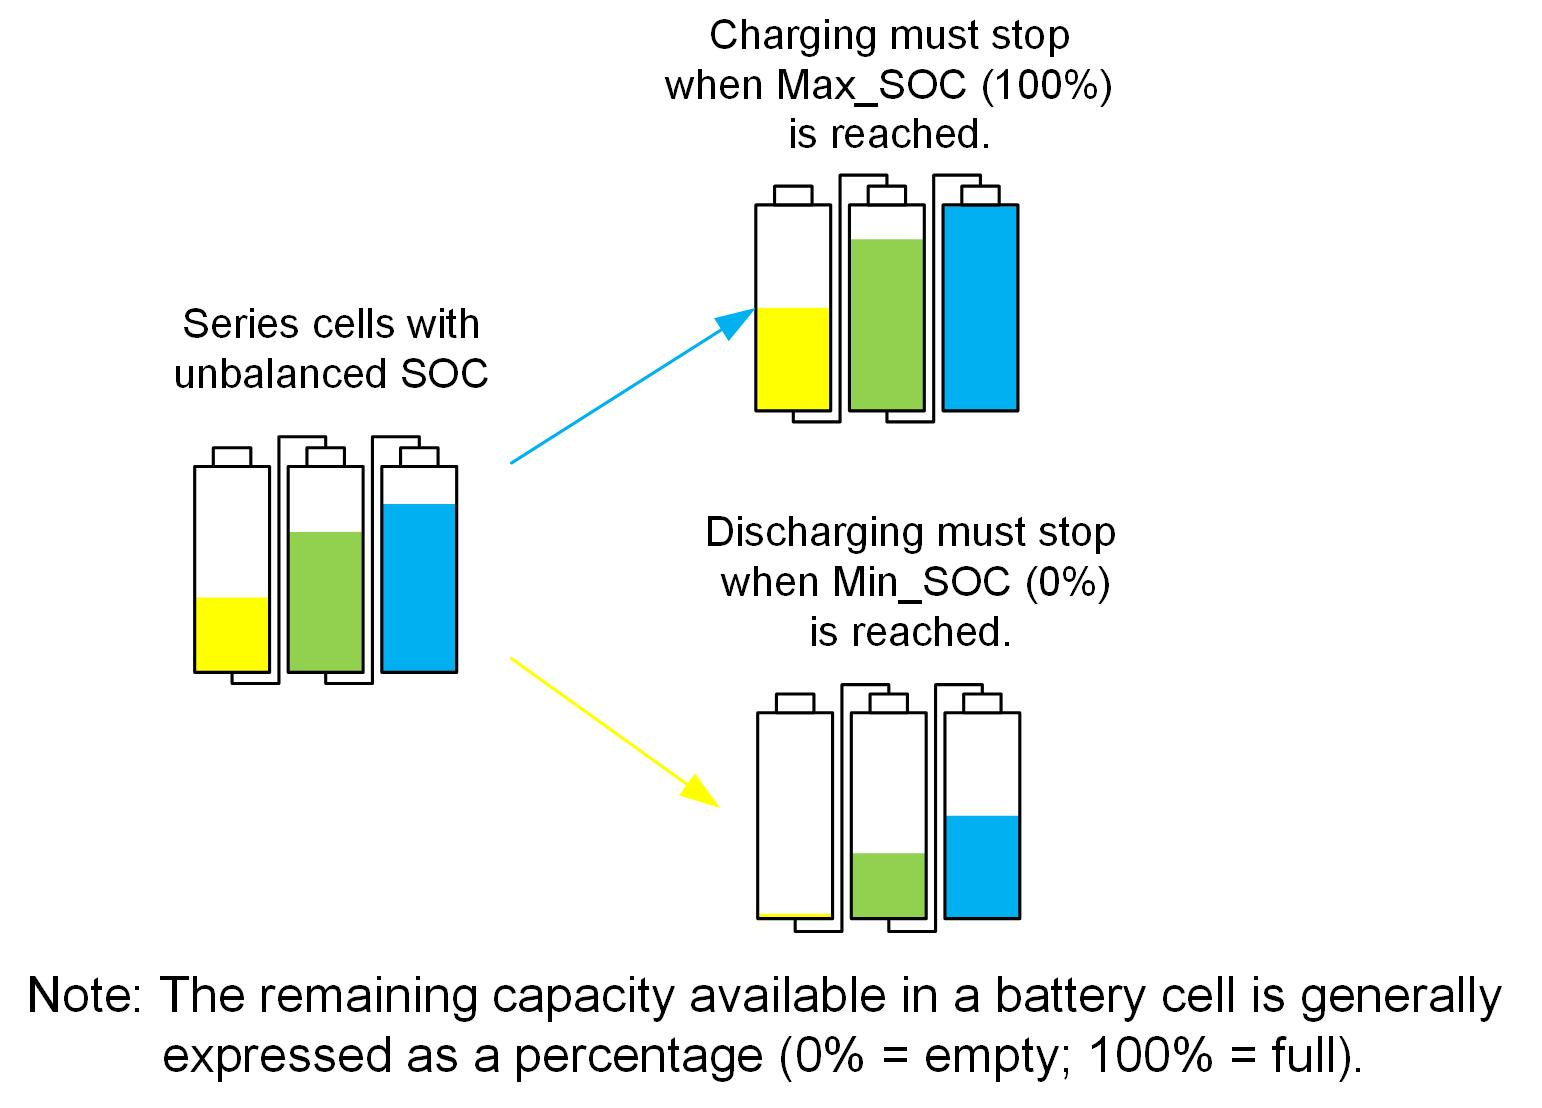 Charging must stop
when Max_SOC (100%)
is reached.
Series cells with
unbalanced SOC
Discharging must stop
when Min_SOC (0%)
is reached.
Note: The remaining capacity available in a battery cell is generally
expressed as a percentage (0% = empty; 100% = full).